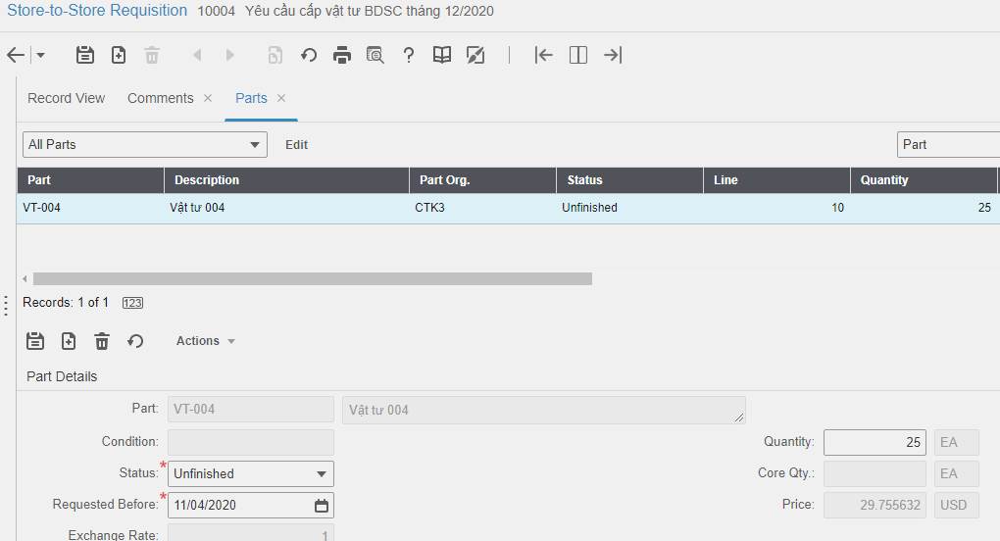 Store-to-Store Requisition 10004 Yêu cầu cấp vật tư BDSC tháng 12/2020
Record View Comments × Parts ×
All Parts Edit Part
Part Description Part Org. Status Line Quantity
VT-004 Vật tư 004 CTK3 Unfinished 10 25
Records: 1 of 1 123
Actions
Part Details
Part: VT-004 Vật tư 004
Condition: Quantity: 25 EA
Status: * Unfinished Core Qty.: EA
Requested Before: * 11/04/2020 Price: 29.755632 USD
Exchange Rate: 1